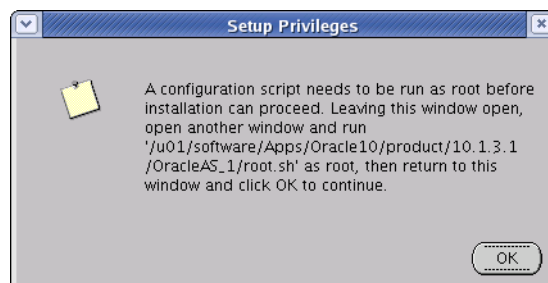 Setup Privileges
A configuration script needs to be run as root before
installation can proceed. Leaving this window open,
open another window and run
'/u01/software/Apps/Oracle10/product/10.1.3.1
/OracleAS_1/root.sh' as root, then return to this
window and click OK to continue.
OK